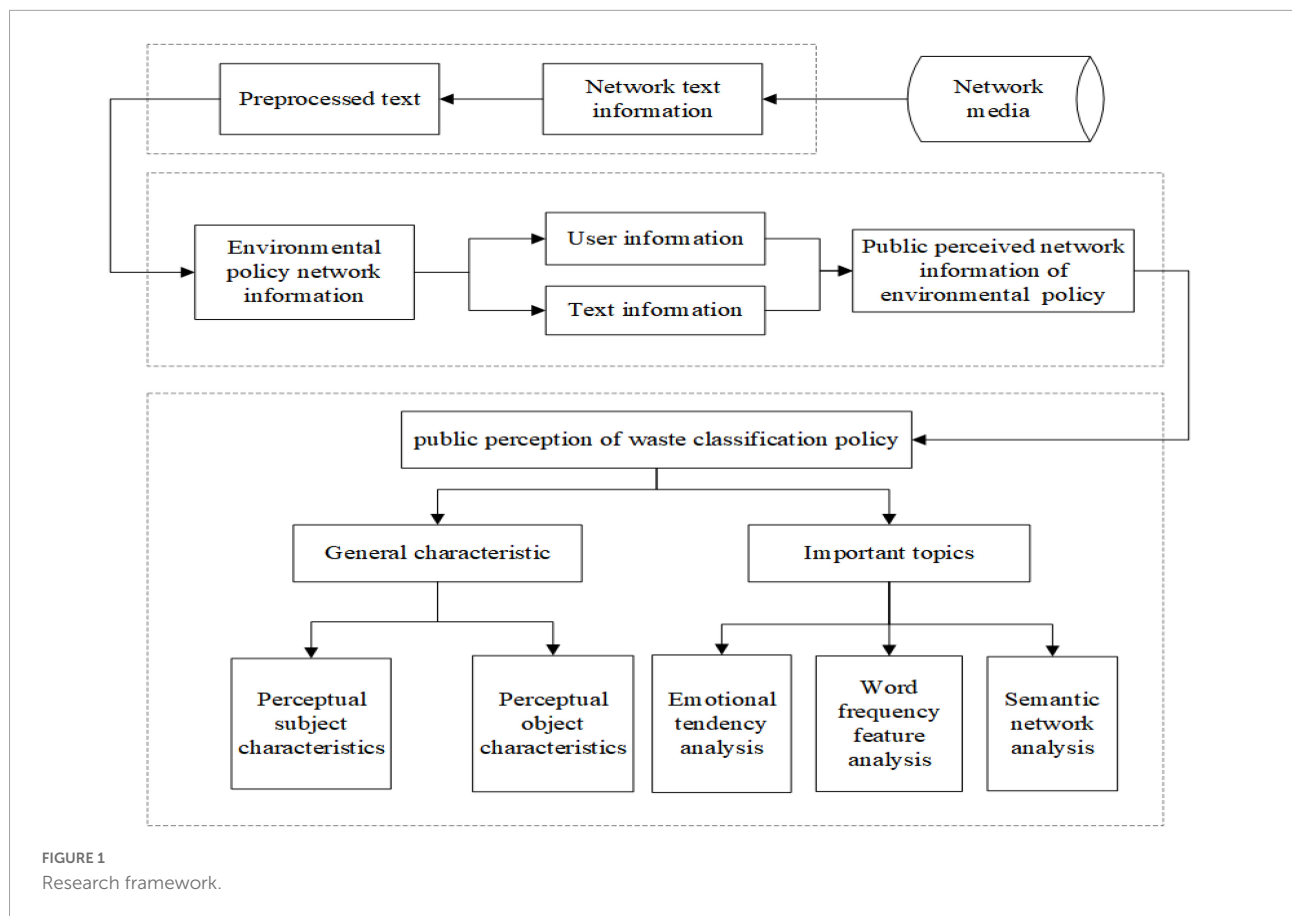 Preprocessed text
Network text
information
Network
media
Environmental
policy network
information
User information
Text information
Public perceived network
information of
environmental policy
public perception of waste classification policy
General characteristic
Important topics
Perceptual
subject
characteristics
Perceptual
object
characteristics
Emotional
tendency
analysis
Word
frequency
feature
analysis
Semantic
network
analysis
FIGURE 1
Research framework.